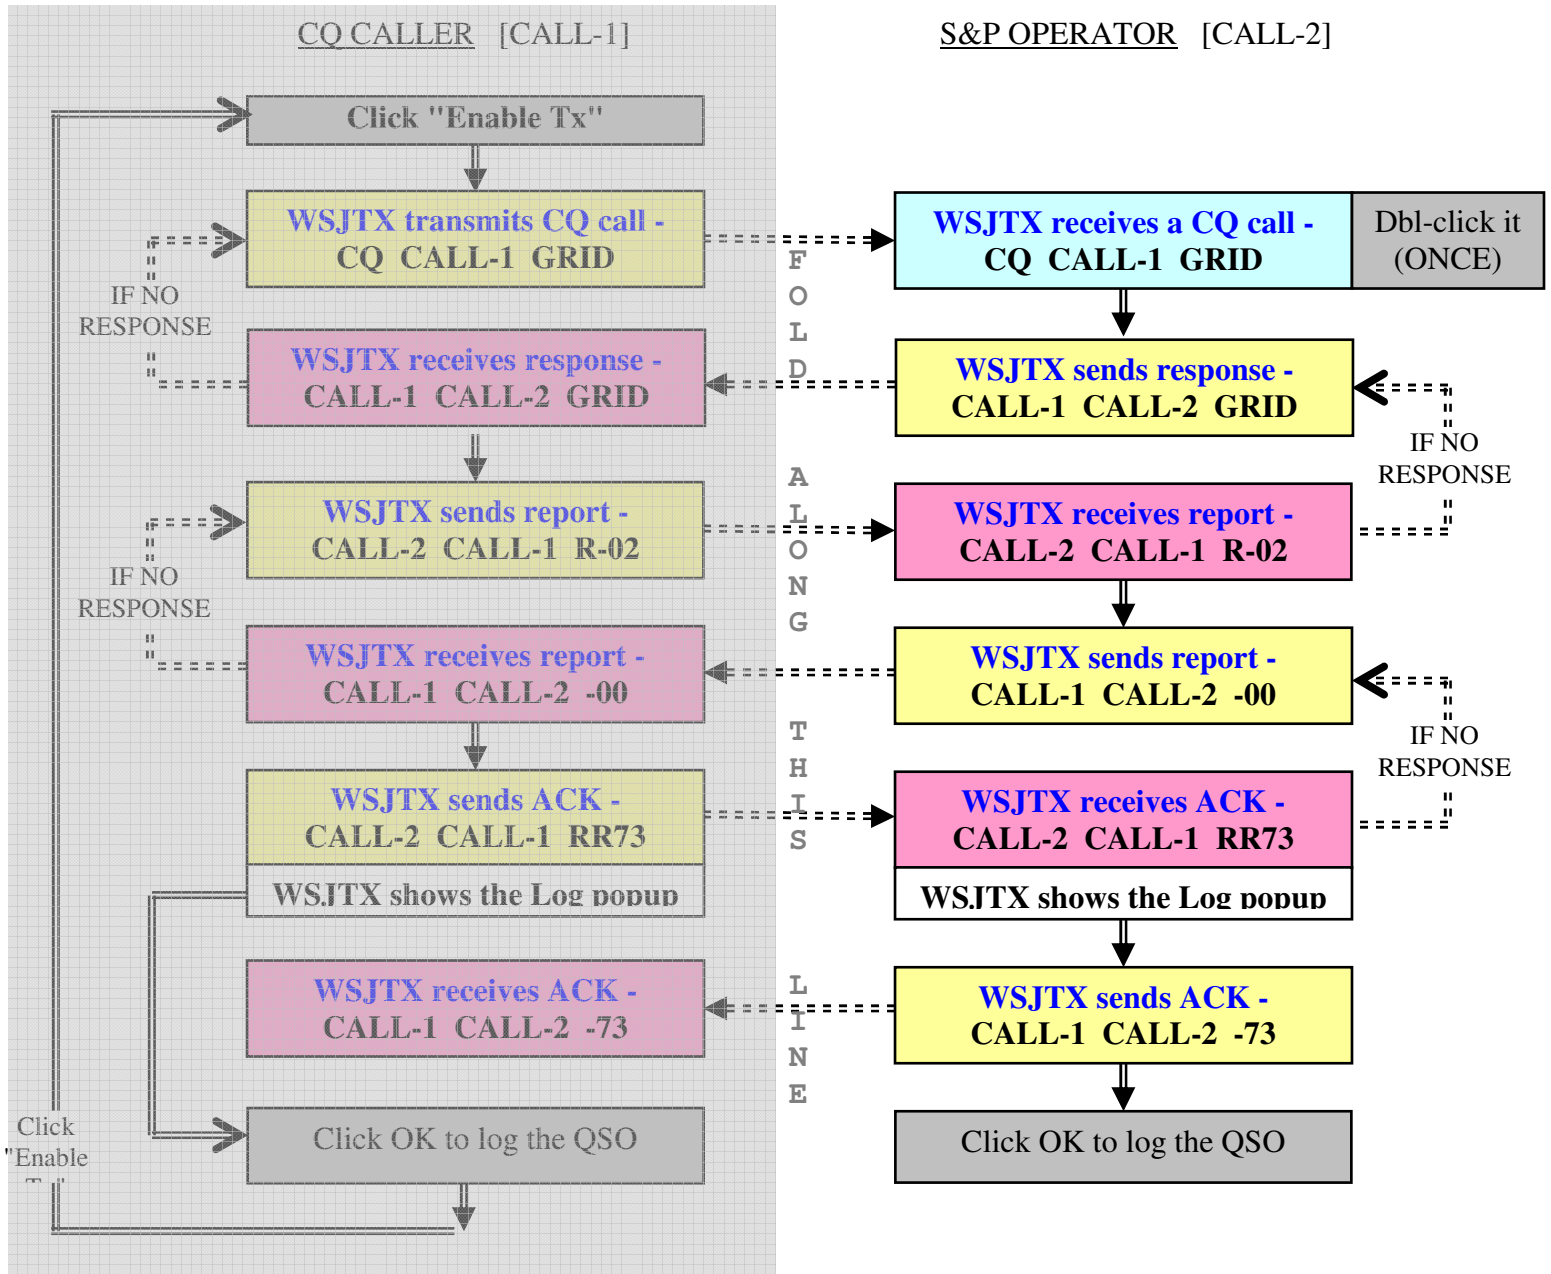 CQ CALLER [CALL-1]
Click "Enable Tx"
WSJTX transmits CQ call -
CQ CALL-1 GRID
IF NO
RESPONSE
WSJTX receives response -
CALL-1 CALL-2 GRID
WSJTX sends report -
CALL-2 CALL-1 R-02
IF NO
RESPONSE
WSJTX receives report -
CALL-1 CALL-2 -00
WSJTX sends ACK -
CALL-2 CALL-1 RR73
WSJTX shows the Log popup
WSJTX receives ACK -
CALL-1 CALL-2 -73
Click OK to log the QSO
Click
"Enable
Tx"
FOLD
ALONG
THIS
LINE
S&P OPERATOR [CALL-2]
WSJTX receives a CQ call -
CQ CALL-1 GRID
Dbl-click it
(ONCE)
WSJTX sends response -
CALL-1 CALL-2 GRID
IF NO
RESPONSE
WSJTX receives report -
CALL-2 CALL-1 R-02
WSJTX sends report -
CALL-1 CALL-2 -00
IF NO
RESPONSE
WSJTX receives ACK -
CALL-2 CALL-1 RR73
WSJTX shows the Log popup
WSJTX sends ACK -
CALL-1 CALL-2 -73
Click OK to log the QSO